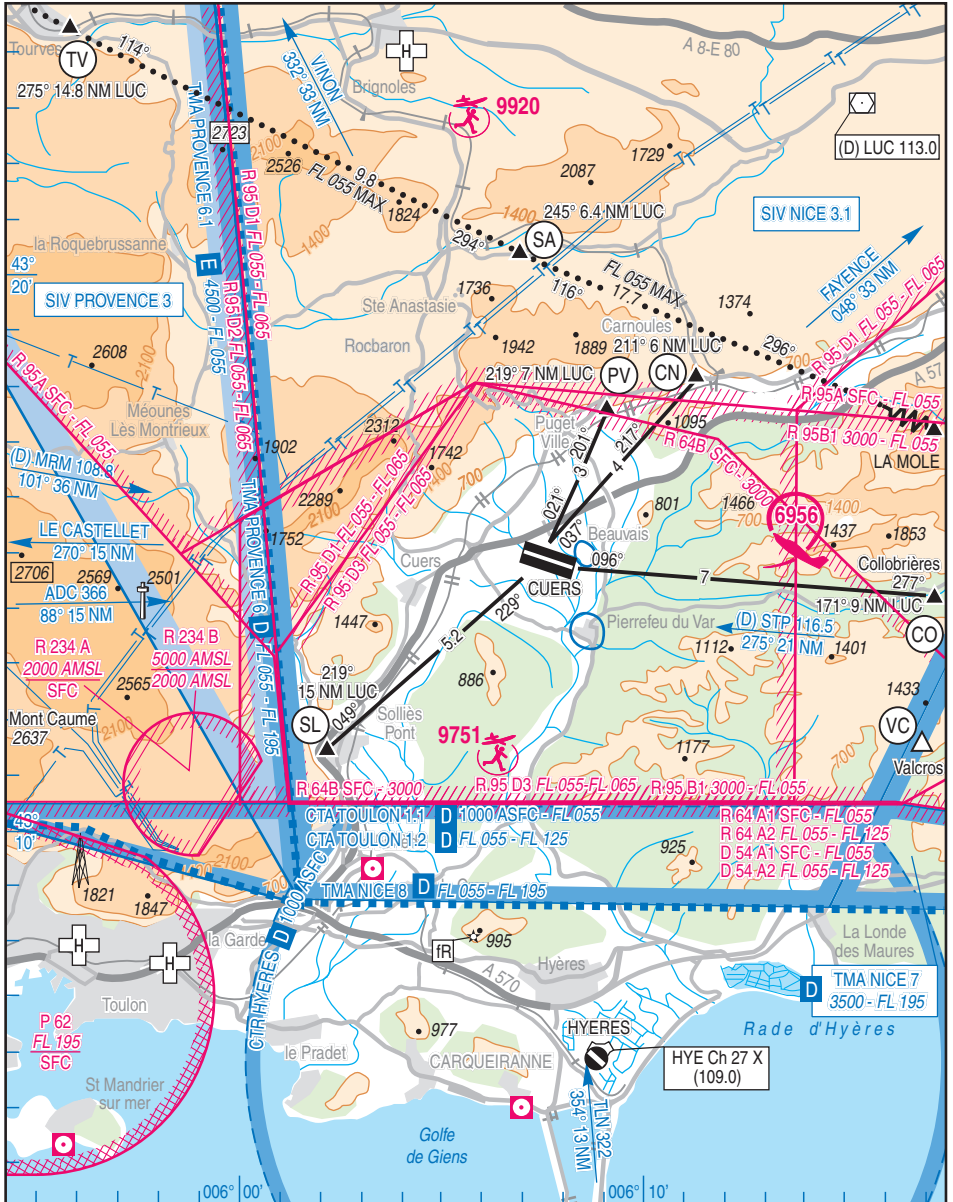 Tourves
TV
114°
275° 14.8 NM LUC
VINON
332° 33 NM
H
Brignoles
A 8-E 80
9920
(D) LUC 113.0
TMA PROVENCE 6.1
2723
2100
2526
9.8
FL 055 MAX
1824
2087
1729
1400
1400
245° 6.4 NM LUC
SA
294°
116°
SIV NICE 3.1
la Roquebrussanne
43°
20'
SIV PROVENCE 3
E
4500 - FL 055
R 95 D1 FL 055 - FL 065
R 95 D2 FL 055 - FL 065
Ste Anastasie
1736
FL 055 MAX
17.7
1374
FAYENCE
048° 33 NM
296°
Carnoules
Rocbaron
1942
1889
211° 6 NM LUC
219° 7 NM LUC
PV
CN
700
R 95 D1 FL 055 - FL 065
A 57
2608
2100
R 95A SFC - FL 055
R 95A SFC - FL 055
R 95B1 3000 - FL 055
LA MOLE
Méounes
Lès Montrieux
1902
2312
1742
1400
700
Puget
Ville
1095
R 64B SFC - 3000
201°
3
021°
217°
4
037°
(D) MRM 108.8
101° 36 NM
2289
2100
1752
TMA PROVENCE 6
D
FL 055 - FL 195
R 95 D1 FL 055 - FL 065
R 95 D3 FL 055 - FL 065
801
1466
700
6956
1400
1437
1853
LE CASTELLET
270° 15 NM
2706
2569
2501
ADC 366
88° 15 NM
Cuers
Beauvais
096°
CUERS
7
Collobrières
277°
171° 9 NM LUC
CO
229°
5.2
1447
Pierrefeu du Var
(D) STP 116.5
275° 21 NM
1112
1401
R 234 A
2000 AMSL
SFC
R 234 B
5000 AMSL
2000 AMSL
2565
886
219°
15 NM LUC
049°
SL
Solliès
Pont
1433
VC
Valcros
Mont Caume
2637
9751
1177
700
R 64B SFC - 3000
R 95 D3 FL 055-FL 065
R 95 B1 3000 - FL 055
43°
10'
CTA TOULON 1.1
D
1000 ASFC - FL 055
CTA TOULON 1.2
D
FL 055 - FL 125
R 64 A1 SFC - FL 055
R 64 A2 FL 055 - FL 125
D 54 A1 SFC - FL 055
D 54 A2 FL 055 - FL 125
2100
700
925
TMA NICE 8
D
FL 055 - FL 195
1821
1847
H
H
la Garde
CTR HYERES
D
1000 ASFC
fR
995
Hyères
A 570
La Londe
des Maures
D
TMA NICE 7
3500 - FL 195
Toulon
P 62
FL 195
SFC
977
le Pradet
CARQUEIRANNE
HYERES
HYE Ch 27 X
(109.0)
Rade d'Hyères
St Mandrier
sur mer
Golfe
de Giens
TLN 322
354° 13 NM
006° 00'
006° 10'